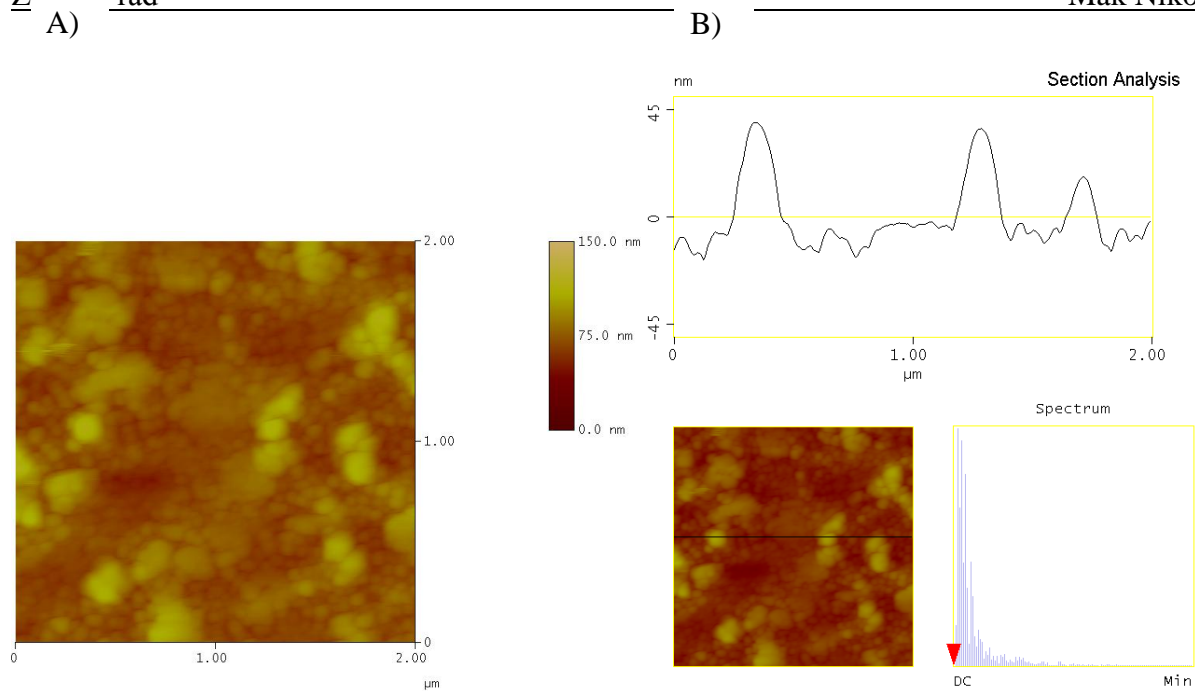 A)
B)
nm
Section Analysis
45
0
-45
0
1.00
2.00
µm
2.00
150.0 nm
75.0 nm
0.0 nm
1.00
0
0
1.00
2.00
µm
Spectrum
DC
Min